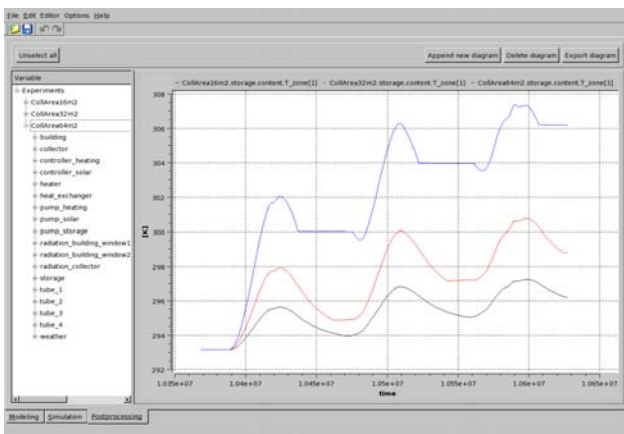 File Edit Editor Options Help
Unselect all
Append new diagram Delete diagram Export diagram
Variable
Experiments
CollArea16m2
CollArea32m2
CollArea64m2
building
collector
controller_heating
controller_solar
heater
heat_exchanger
pump_heating
pump_solar
pump_storage
radiation_building_window1
radiation_building_window2
radiation_collector
storage
tube_1
tube_2
tube_3
tube_4
weather
CollArea16m2.storage.content.T_zone[1] CollArea32m2.storage.content.T_zone[1] CollArea64m2.storage.content.T_zone[1]
308
306
304
302
300
298
296
294
292
[K]
1.035e+07 1.04e+07 1.045e+07 1.05e+07 1.055e+07 1.06e+07 1.065e+07
time
Modeling Simulation Postprocessing